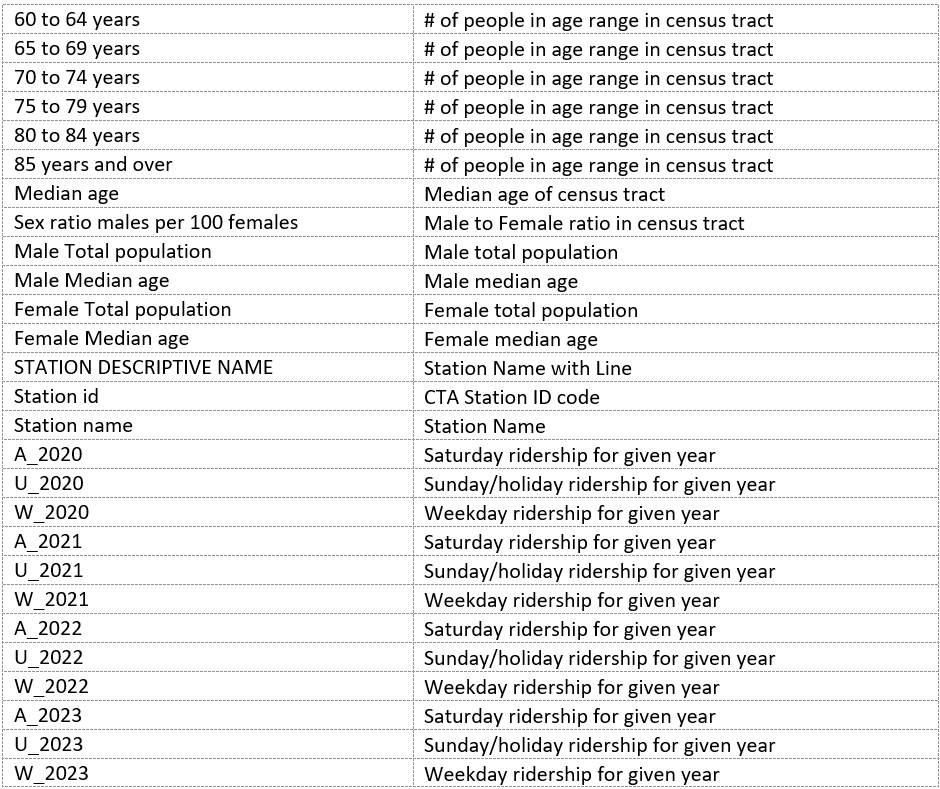 60 to 64 years # of people in age range in census tract
65 to 69 years # of people in age range in census tract
70 to 74 years # of people in age range in census tract
75 to 79 years # of people in age range in census tract
80 to 84 years # of people in age range in census tract
85 years and over # of people in age range in census tract
Median age Median age of census tract
Sex ratio males per 100 females Male to Female ratio in census tract
Male Total population Male total population
Male Median age Male median age
Female Total population Female total population
Female Median age Female median age
STATION DESCRIPTIVE NAME Station Name with Line
Station id CTA Station ID code
Station name Station Name
A_2020 Saturday ridership for given year
U_2020 Sunday/holiday ridership for given year
W_2020 Weekday ridership for given year
A_2021 Saturday ridership for given year
U_2021 Sunday/holiday ridership for given year
W_2021 Weekday ridership for given year
A_2022 Saturday ridership for given year
U_2022 Sunday/holiday ridership for given year
W_2022 Weekday ridership for given year
A_2023 Saturday ridership for given year
U_2023 Sunday/holiday ridership for given year
W_2023 Weekday ridership for given year